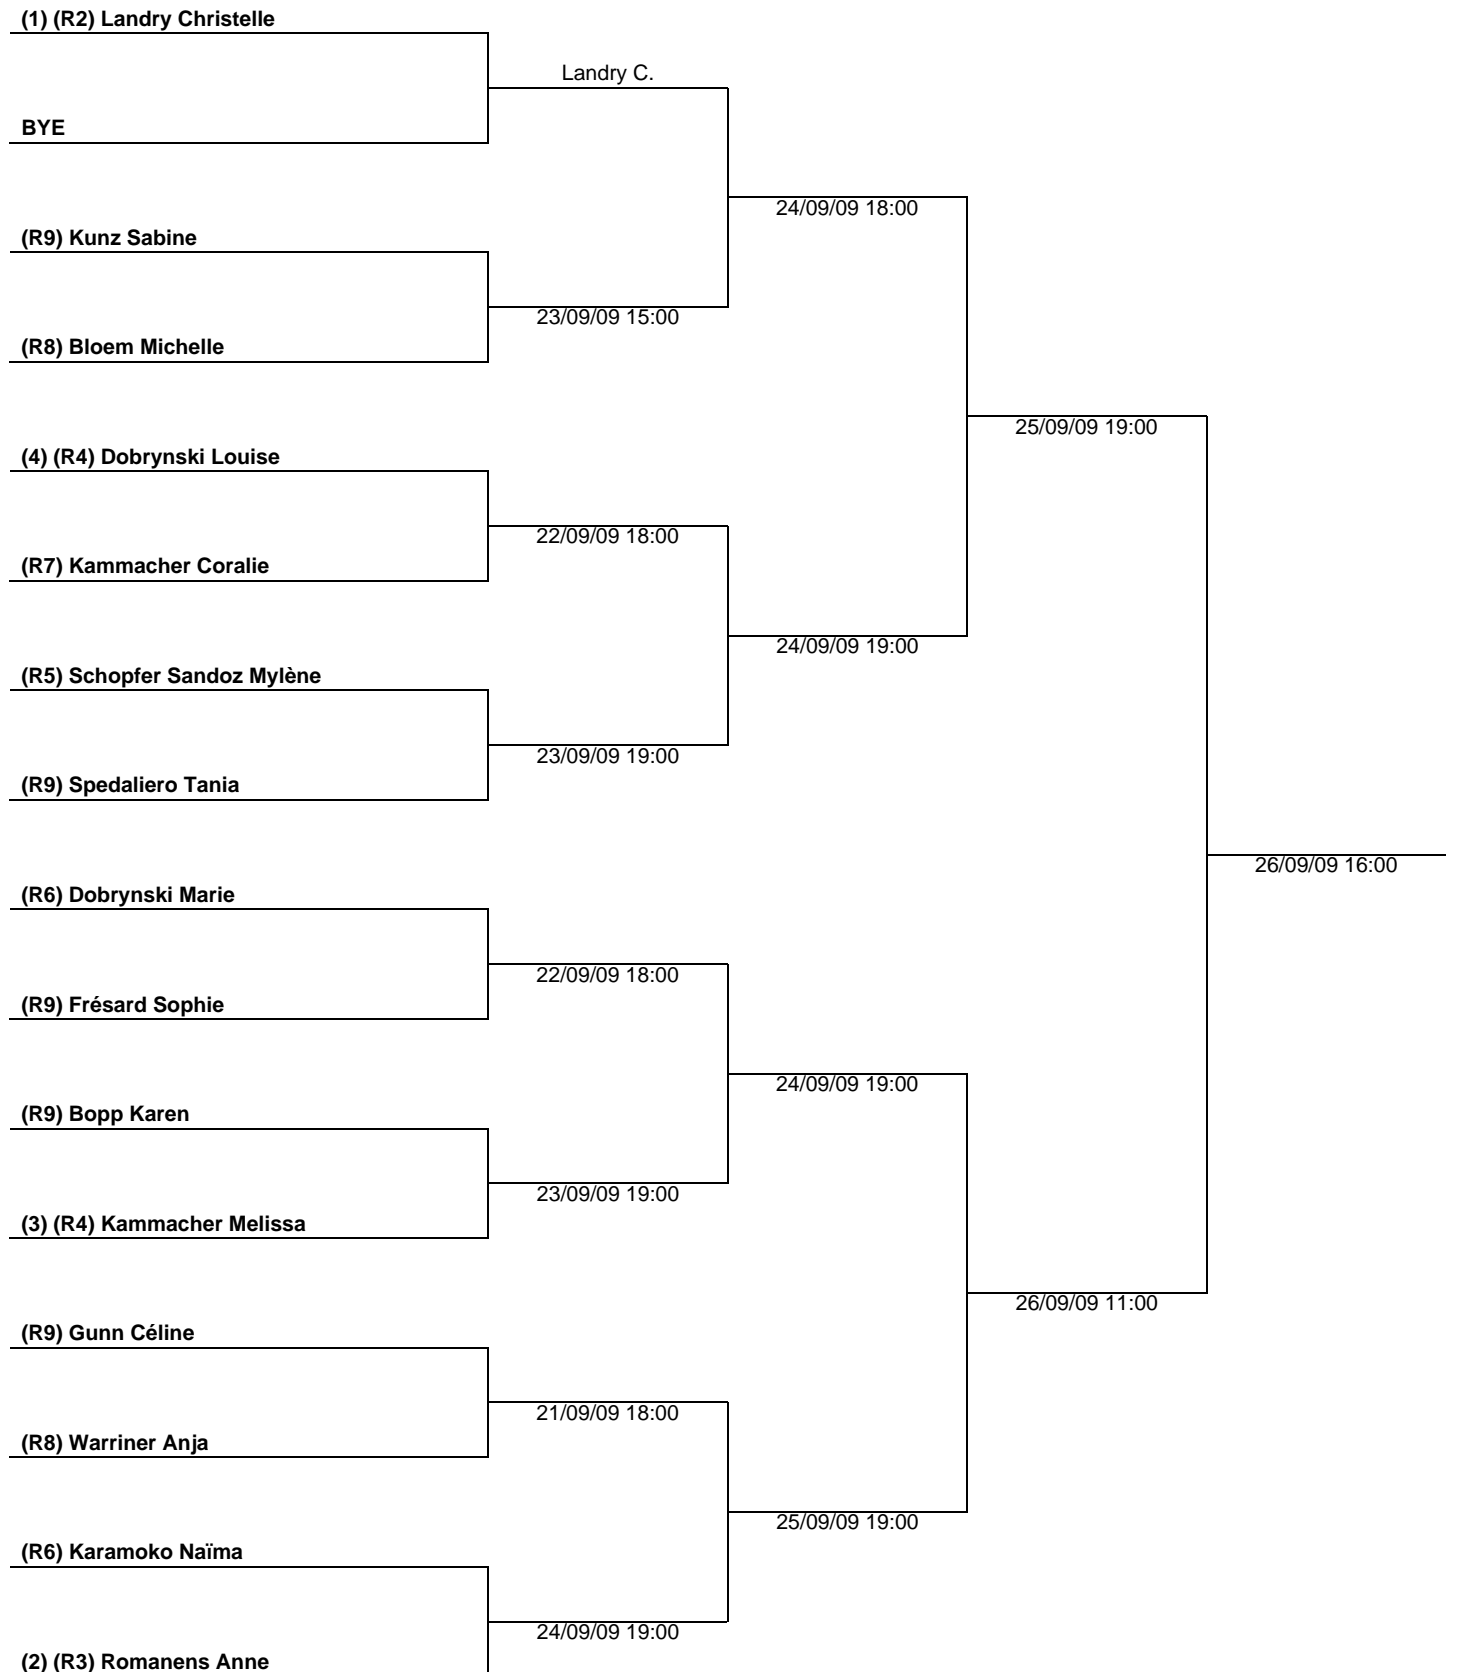 (1) (R2) Landry Christelle
Landry C.
BYE
24/09/09 18:00
(R9) Kunz Sabine
23/09/09 15:00
(R8) Bloem Michelle
25/09/09 19:00
(4) (R4) Dobrynski Louise
22/09/09 18:00
(R7) Kammacher Coralie
24/09/09 19:00
(R5) Schopfer Sandoz Mylène
23/09/09 19:00
(R9) Spedaliero Tania
26/09/09 16:00
(R6) Dobrynski Marie
22/09/09 18:00
(R9) Frésard Sophie
24/09/09 19:00
(R9) Bopp Karen
23/09/09 19:00
(3) (R4) Kammacher Melissa
26/09/09 11:00
(R9) Gunn Céline
21/09/09 18:00
(R8) Warriner Anja
25/09/09 19:00
(R6) Karamoko Naïma
24/09/09 19:00
(2) (R3) Romanens Anne